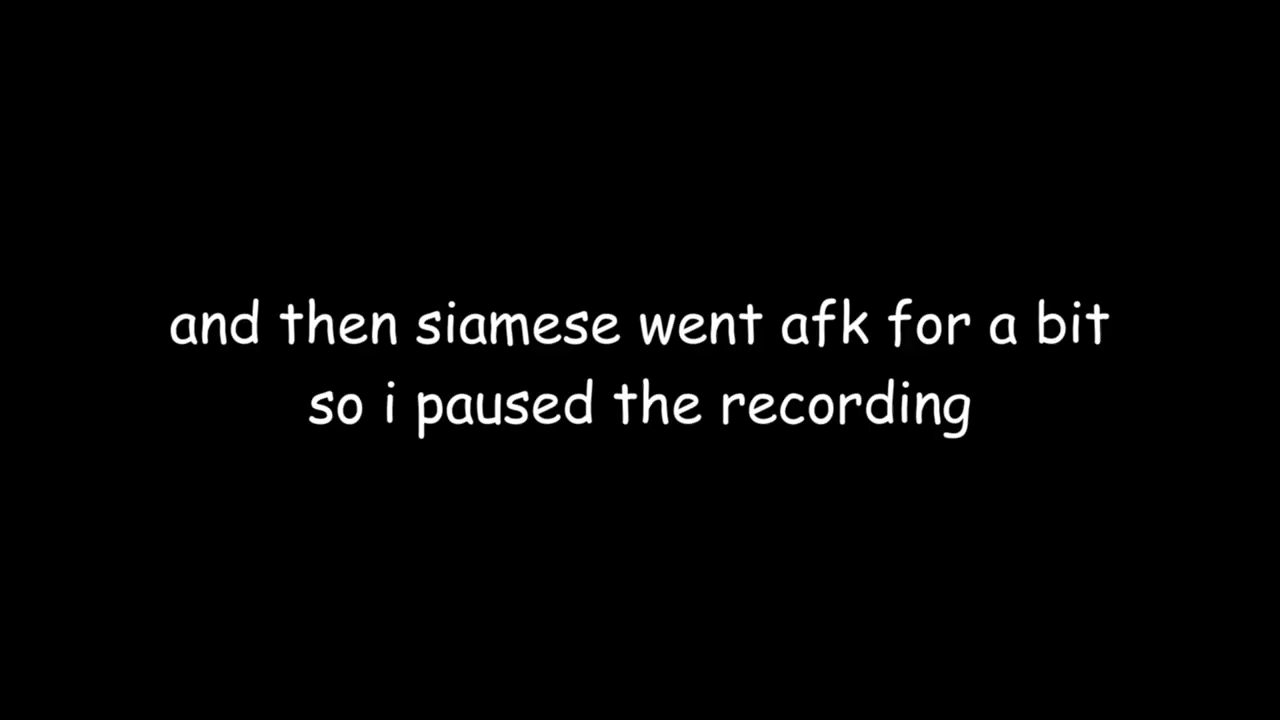 and then siamese went afk for a bit
so i paused the recording